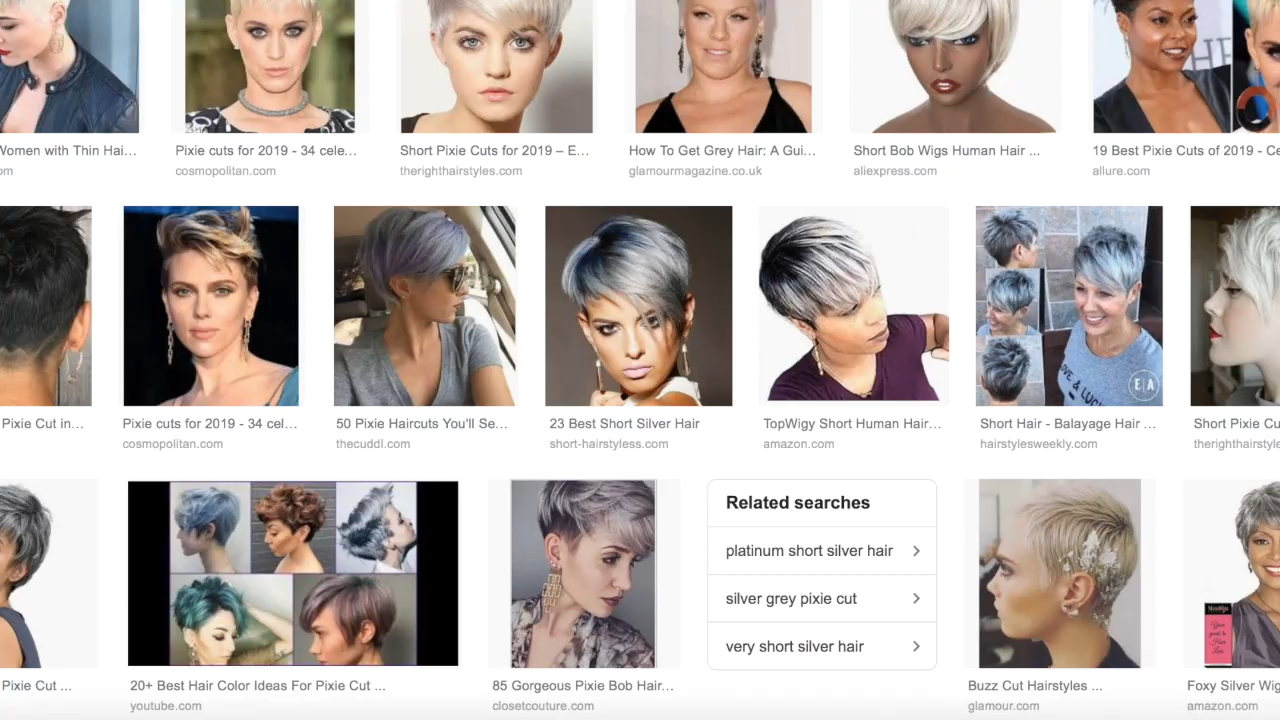 Women with Thin Hai...
Pixie cuts for 2019 - 34 cele...
Short Pixie Cuts for 2019 – E...
How To Get Grey Hair: A Gui...
Short Bob Wigs Human Hair ...
19 Best Pixie Cuts of 2019 - Ce
om
cosmopolitan.com
therighthairstyles.com
glamourmagazine.co.uk
aliexpress.com
allure.com
E|A
Pixie Cut in...
Pixie cuts for 2019 - 34 cel...
50 Pixie Haircuts You'll Se...
23 Best Short Silver Hair
TopWigy Short Human Hair...
Short Hair - Balayage Hair ...
Short Pixie Cu
cosmopolitan.com
thecuddl.com
short-hairstyless.com
amazon.com
hairstylesweekly.com
therighthairstyle
Related searches
platinum short silver hair
silver grey pixie cut
very short silver hair
Pixie Cut ...
20+ Best Hair Color Ideas For Pixie Cut ...
85 Gorgeous Pixie Bob Hair...
Buzz Cut Hairstyles ...
Foxy Silver Wig
youtube.com
closetcouture.com
glamour.com
amazon.com